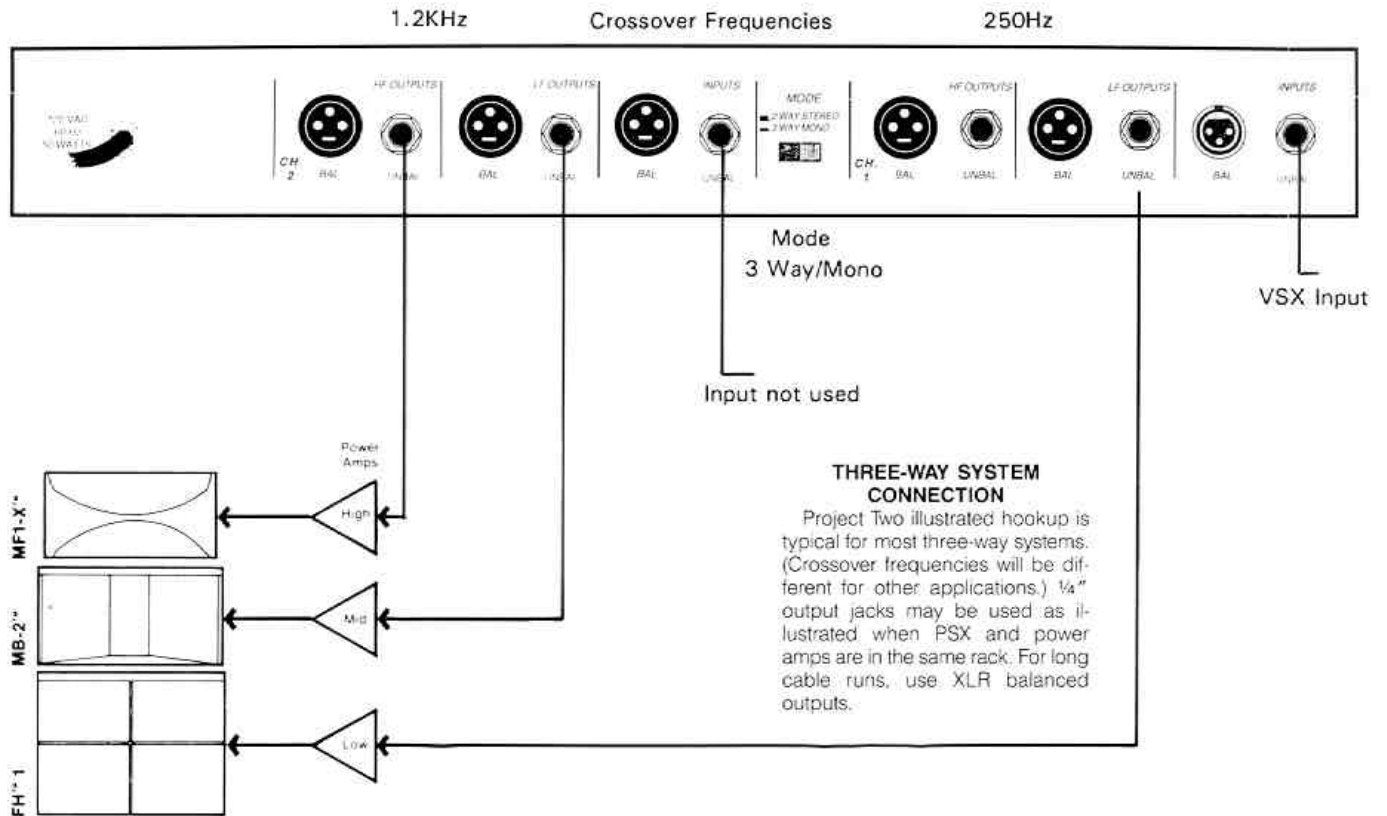 1.2KHz Crossover Frequencies 250Hz
HF OUTPUTS LF OUTPUTS INPUTS MODE HF OUTPUTS LF OUTPUTS INPUTS
2 WAY STEREO
3 WAY MONO
50 WATTS
CH 2 BAL UNBAL BAL UNBAL BAL UNBAL CH. 1 BAL UNBAL BAL UNBAL BAL UNBAL
Mode
3 Way/Mono
VSX Input
Input not used
Power
Amps
MF1-X™
High
MB-2™
Mid
FH™1
Low
THREE-WAY SYSTEM
CONNECTION
Project Two illustrated hookup is
typical for most three-way systems.
(Crossover frequencies will be dif-
ferent for other applications.) ¼"
output jacks may be used as il-
lustrated when PSX and power
amps are in the same rack. For long
cable runs, use XLR balanced
outputs.